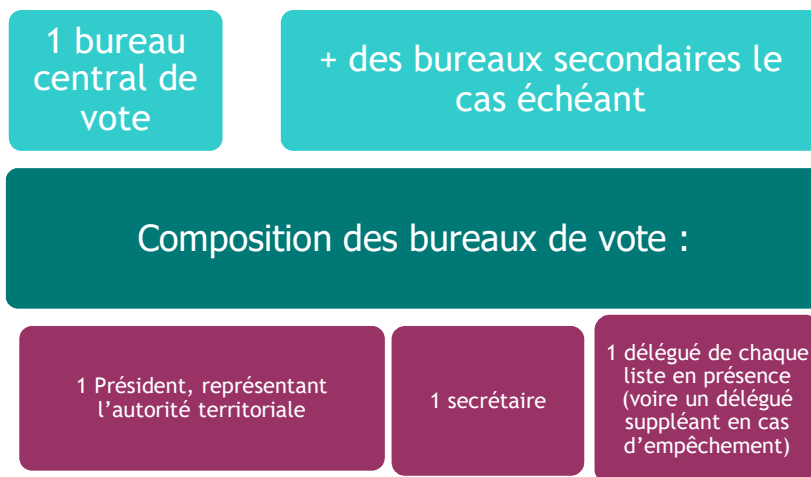 1 bureau
central de
vote
+ des bureaux secondaires le
cas échéant
Composition des bureaux de vote :
1 Président, représentant
l’autorité territoriale
1 secrétaire
1 délégué de chaque
liste en présence
(voire un délégué
suppléant en cas
d’empêchement)